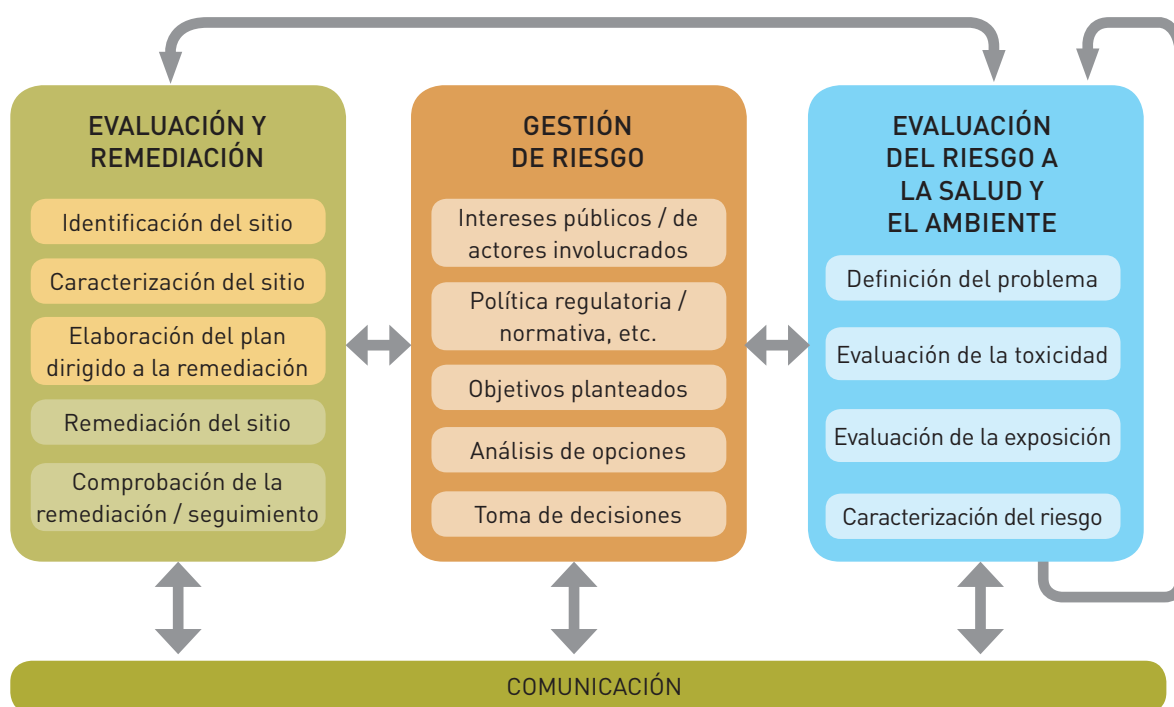 EVALUACIÓN Y
REMEDIACIÓN
Identificación del sitio
Caracterización del sitio
Elaboración del plan
dirigido a la remediación
Remediación del sitio
Comprobación de la
remediación / seguimiento
GESTIÓN
DE RIESGO
Intereses públicos / de
actores involucrados
Política regulatoria /
normativa, etc.
Objetivos planteados
Análisis de opciones
Toma de decisiones
EVALUACIÓN
DEL RIESGO A
LA SALUD Y
EL AMBIENTE
Definición del problema
Evaluación de la toxicidad
Evaluación de la exposición
Caracterización del riesgo
COMUNICACIÓN